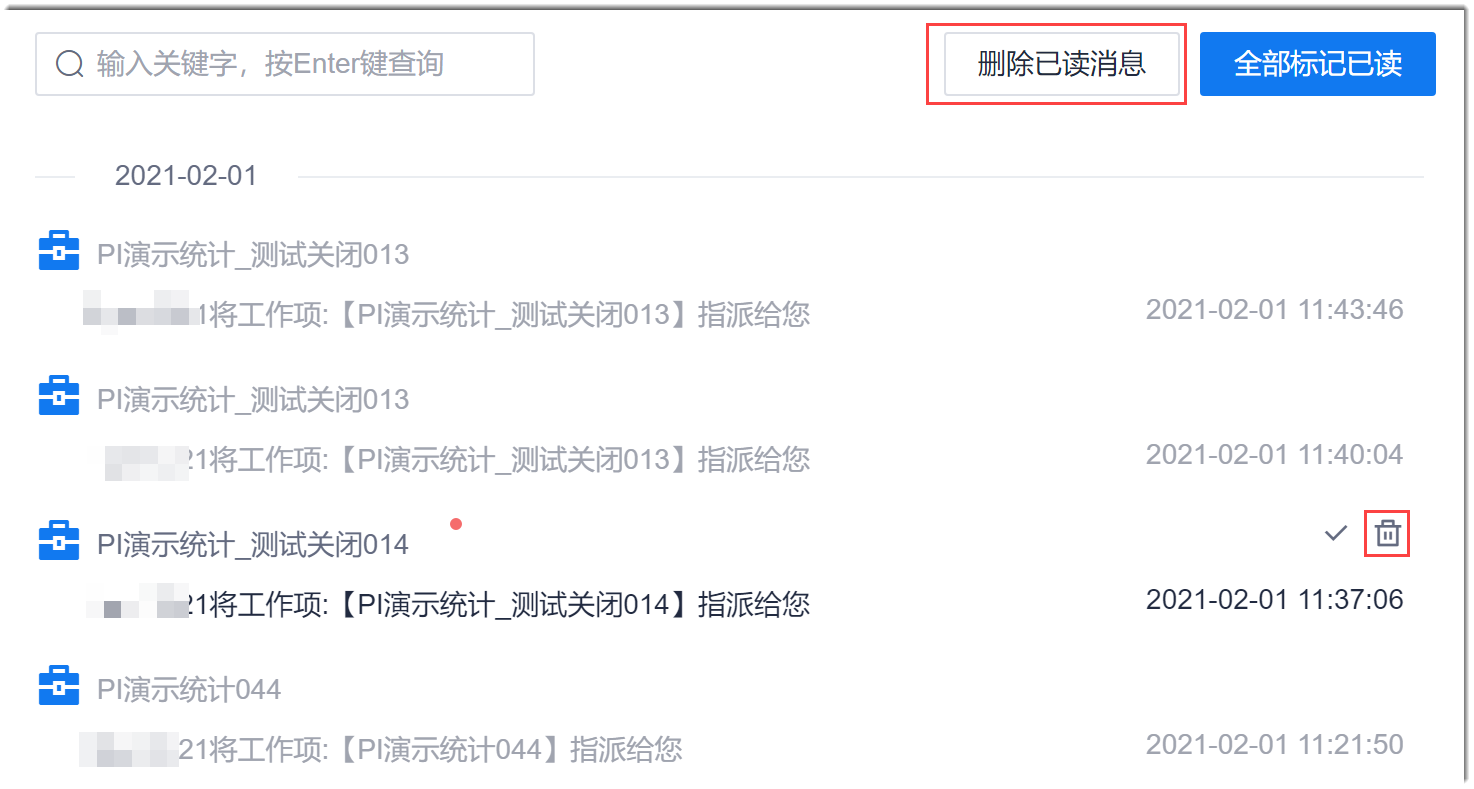 输入关键字，按Enter键查询
删除已读消息
全部标记已读
2021-02-01
PI演示统计_测试关闭013
1将工作项:【PI演示统计_测试关闭013】指派给您
2021-02-01 11:43:46
PI演示统计_测试关闭013
21将工作项:【PI演示统计_测试关闭013】指派给您
2021-02-01 11:40:04
PI演示统计_测试关闭014
21将工作项:【PI演示统计_测试关闭014】指派给您
2021-02-01 11:37:06
PI演示统计044
21将工作项:【PI演示统计044】指派给您
2021-02-01 11:21:50